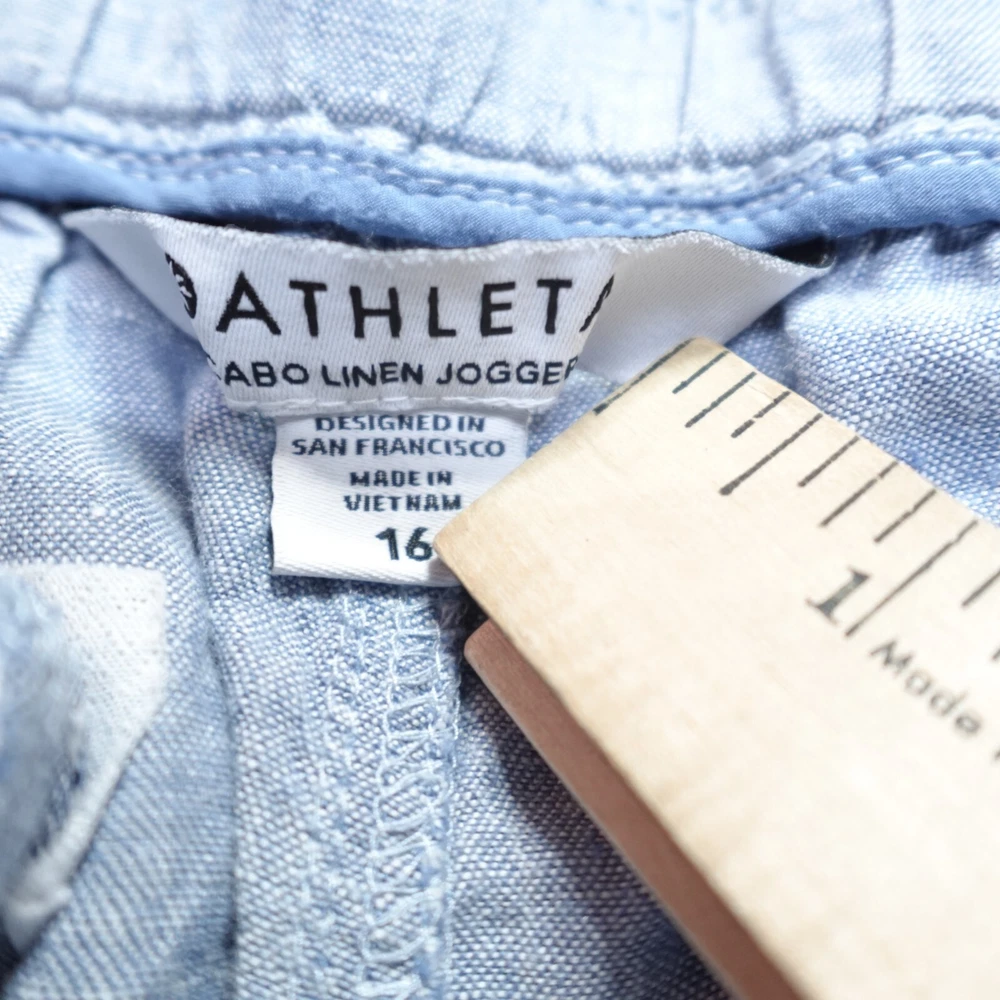 ATHLETA
CABO LINEN JOGGER
DESIGNED IN
SAN FRANCISCO
MADE IN
VIETNAM
16
1
Made